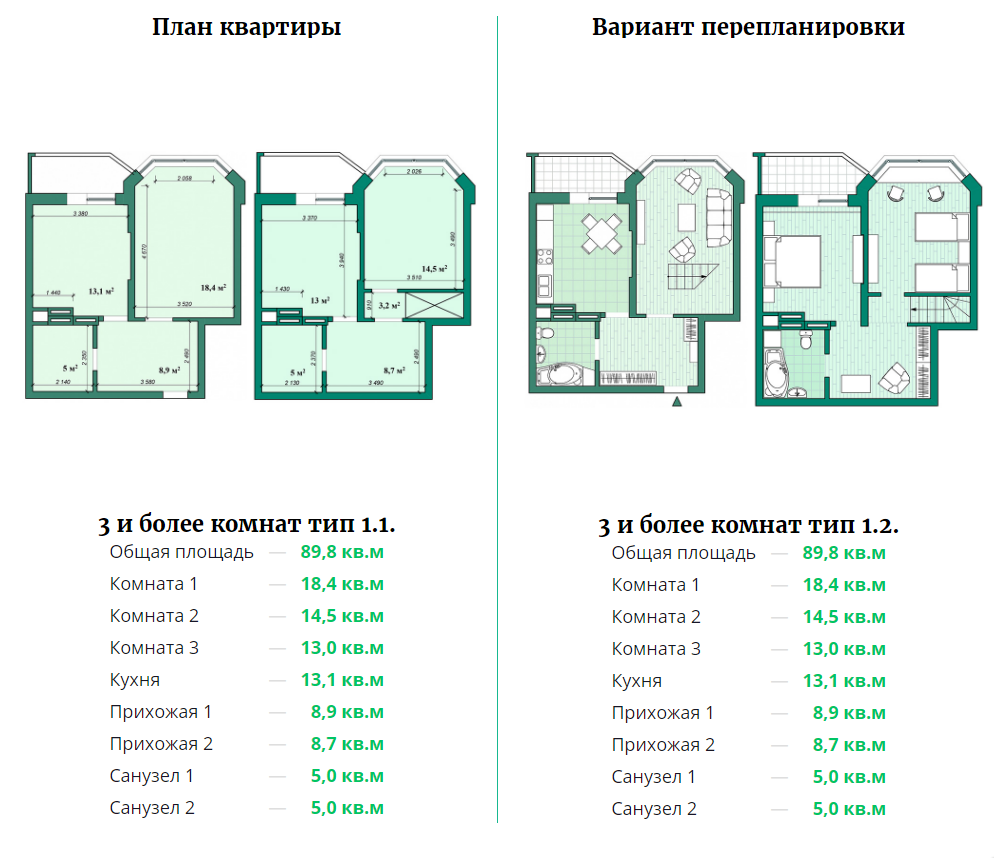 План квартиры
2 058
3 380
4 670
13,1 м²
18,4 м²
1 440
3 520
5 м²
2 350
8,9 м²
2 490
2 140
3 580
2 026
3 370
3 940
3 490
14,5 м²
3 510
1 430
13 м²
910
3,2 м²
5 м²
2 370
8,7 м²
2 490
2 130
3 490
3 и более комнат тип 1.1.
Общая площадь — 89,8 кв.м
Комната 1 — 18,4 кв.м
Комната 2 — 14,5 кв.м
Комната 3 — 13,0 кв.м
Кухня — 13,1 кв.м
Прихожая 1 — 8,9 кв.м
Прихожая 2 — 8,7 кв.м
Санузел 1 — 5,0 кв.м
Санузел 2 — 5,0 кв.м
Вариант перепланировки
3 и более комнат тип 1.2.
Общая площадь — 89,8 кв.м
Комната 1 — 18,4 кв.м
Комната 2 — 14,5 кв.м
Комната 3 — 13,0 кв.м
Кухня — 13,1 кв.м
Прихожая 1 — 8,9 кв.м
Прихожая 2 — 8,7 кв.м
Санузел 1 — 5,0 кв.м
Санузел 2 — 5,0 кв.м